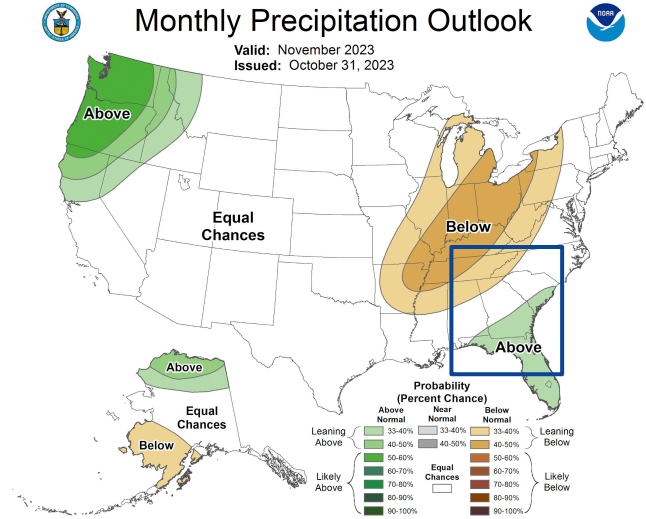 Monthly Precipitation Outlook
Valid: November 2023
Issued: October 31, 2023
NOAA
Above
Equal
Chances
Below
Above
Above
Equal
Chances
Below
Probability
(Percent Chance)
Above
Normal
Near
Normal
Below
Normal
Leaning
Above
33-40%
33-40%
33-40%
Leaning
Below
40-50%
40-50%
40-50%
Likely
Above
50-60%
60-70%
70-80%
80-90%
90-100%
Equal
Chances
50-60%
60-70%
70-80%
80-90%
90-100%
Likely
Below